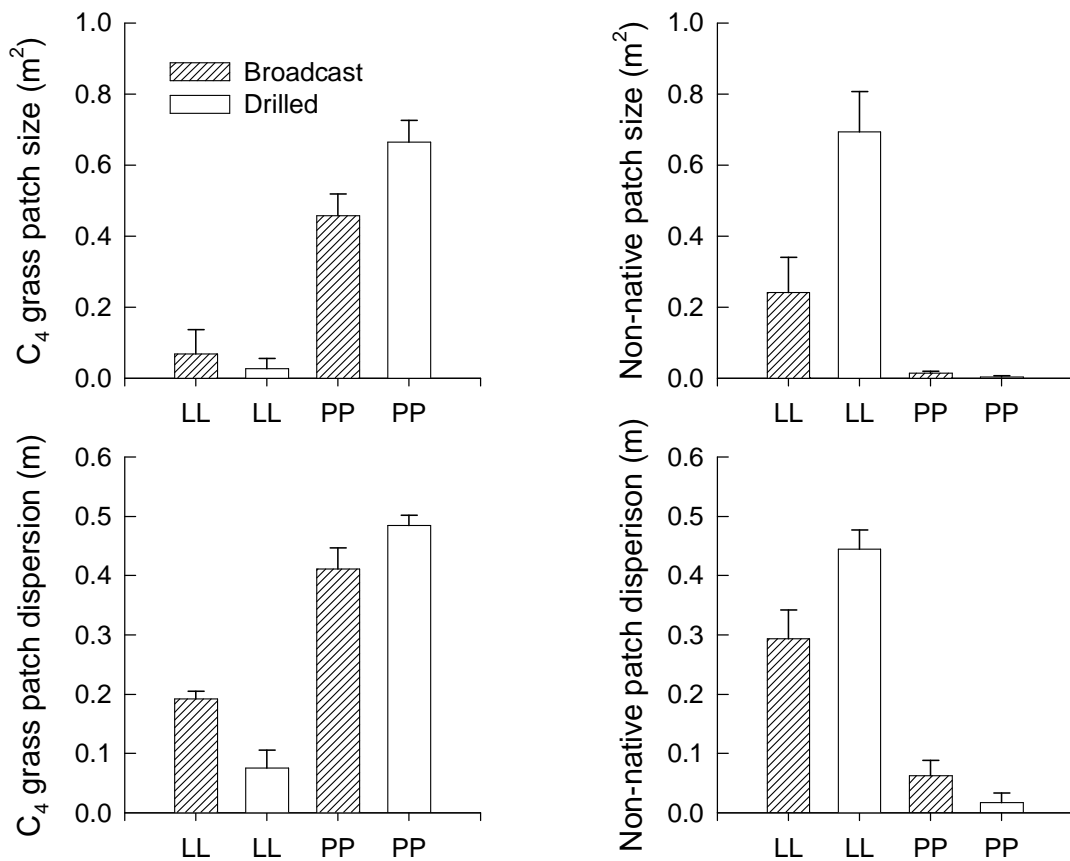 C₄ grass patch size (m²)
1.0
0.8
0.6
0.4
0.2
0.0
Broadcast
Drilled
LL LL PP PP
Non-native patch size (m²)
1.0
0.8
0.6
0.4
0.2
0.0
LL LL PP PP
C₄ grass patch dispersion (m)
0.6
0.5
0.4
0.3
0.2
0.1
0.0
LL LL PP PP
Non-native patch disperison (m)
0.6
0.5
0.4
0.3
0.2
0.1
0.0
LL LL PP PP